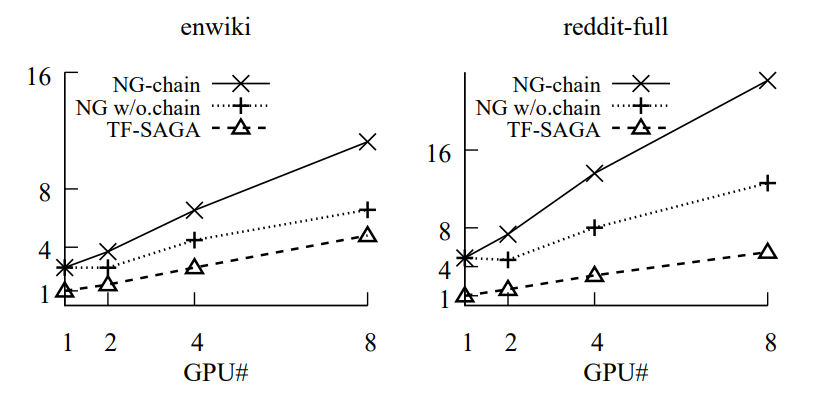 enwiki
16
8
4
1
NG-chain
NG w/o.chain
TF-SAGA
1 2 4 8
GPU#
reddit-full
16
8
4
1
NG-chain
NG w/o.chain
TF-SAGA
1 2 4 8
GPU#